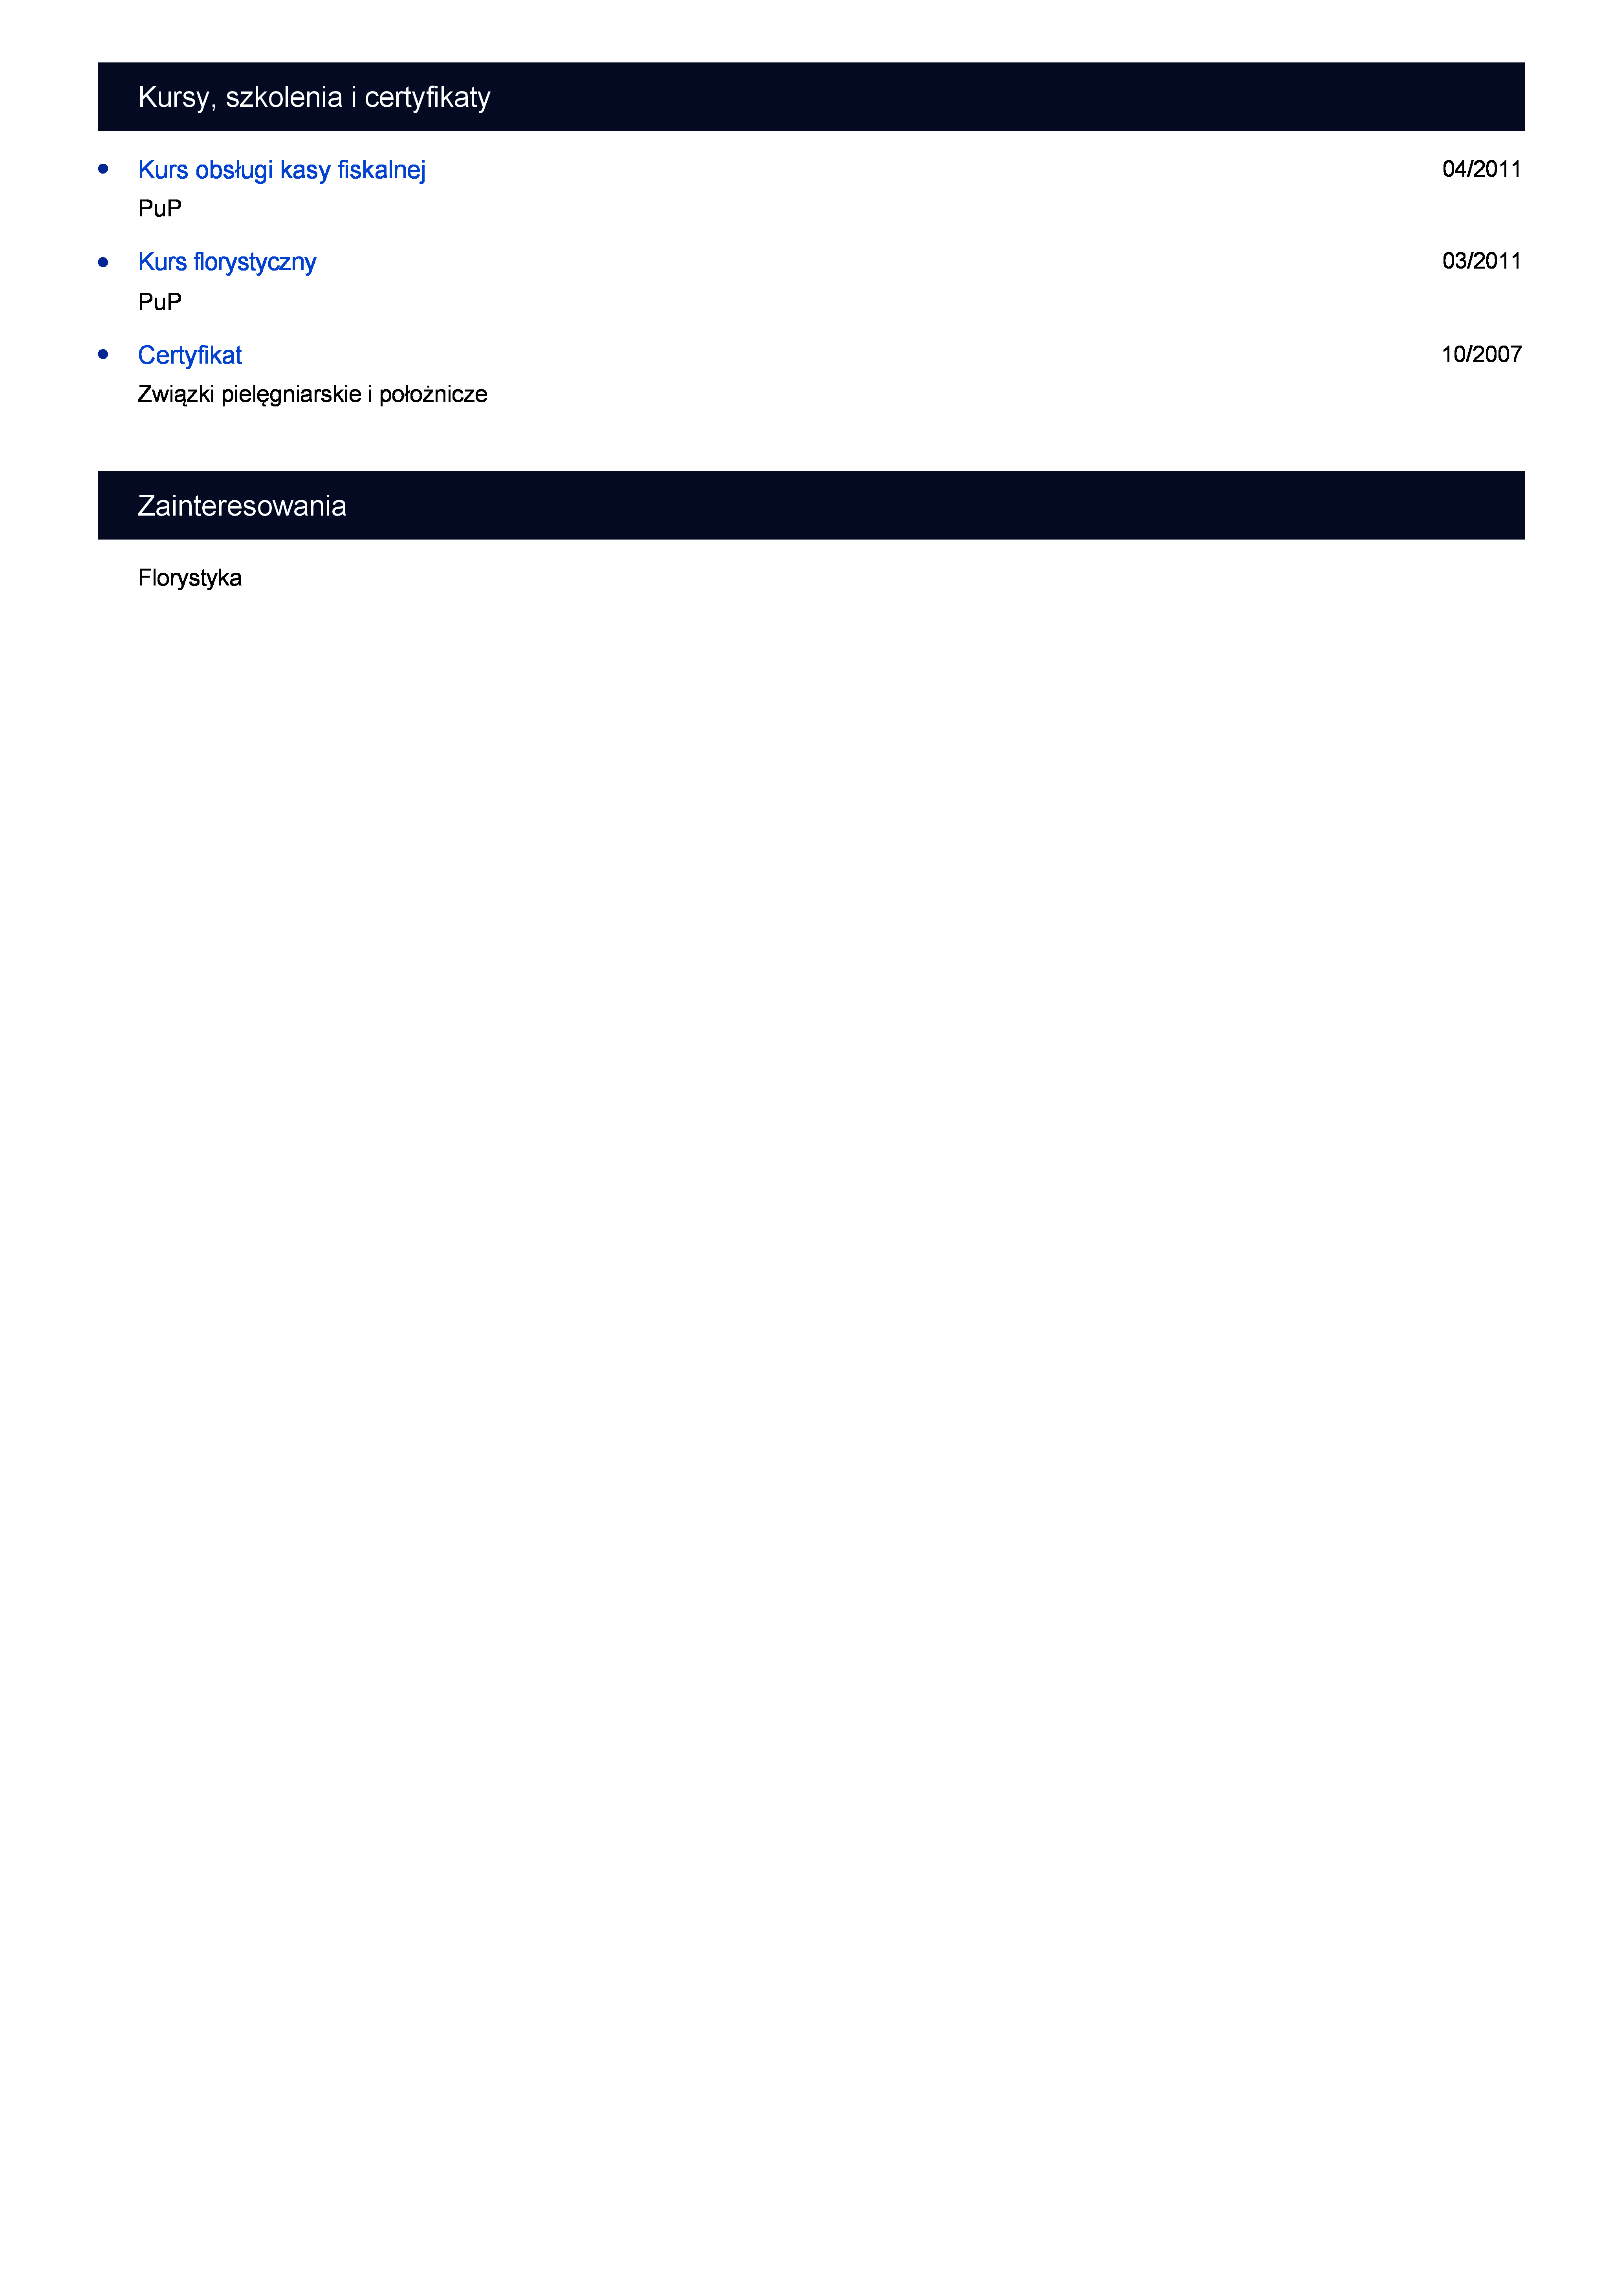 Kursy, szkolenia i certyfikaty
Kurs obsługi kasy fiskalnej 04/2011
PuP
Kurs florystyczny 03/2011
PuP
Certyfikat 10/2007
Związki pielęgniarskie i położnicze
Zainteresowania
Florystyka